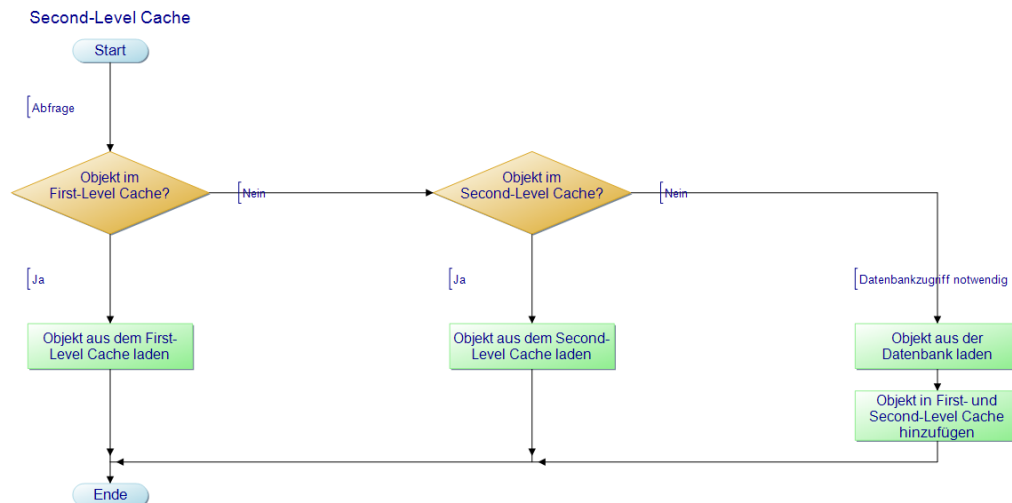 Second-Level Cache
Start
Abfrage
Objekt im
First-Level Cache?
Nein
Objekt im
Second-Level Cache?
Nein
Ja
Ja
Datenbankzugriff notwendig
Objekt aus dem First-
Level Cache laden
Objekt aus dem Second-
Level Cache laden
Objekt aus der
Datenbank laden
Objekt in First- und
Second-Level Cache
hinzufügen
Ende